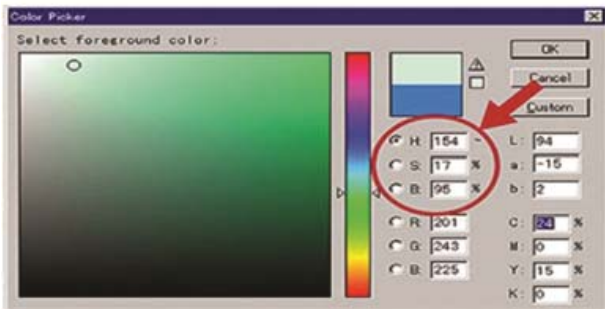 Color Picker
Select foreground color:
OK
Cancel
Custom
H: 154 °
S: 17 %
B: 95 %
R: 201
G: 243
B: 225
L: 94
a: -15
b: 2
C: 24 %
M: 0 %
Y: 15 %
K: 0 %